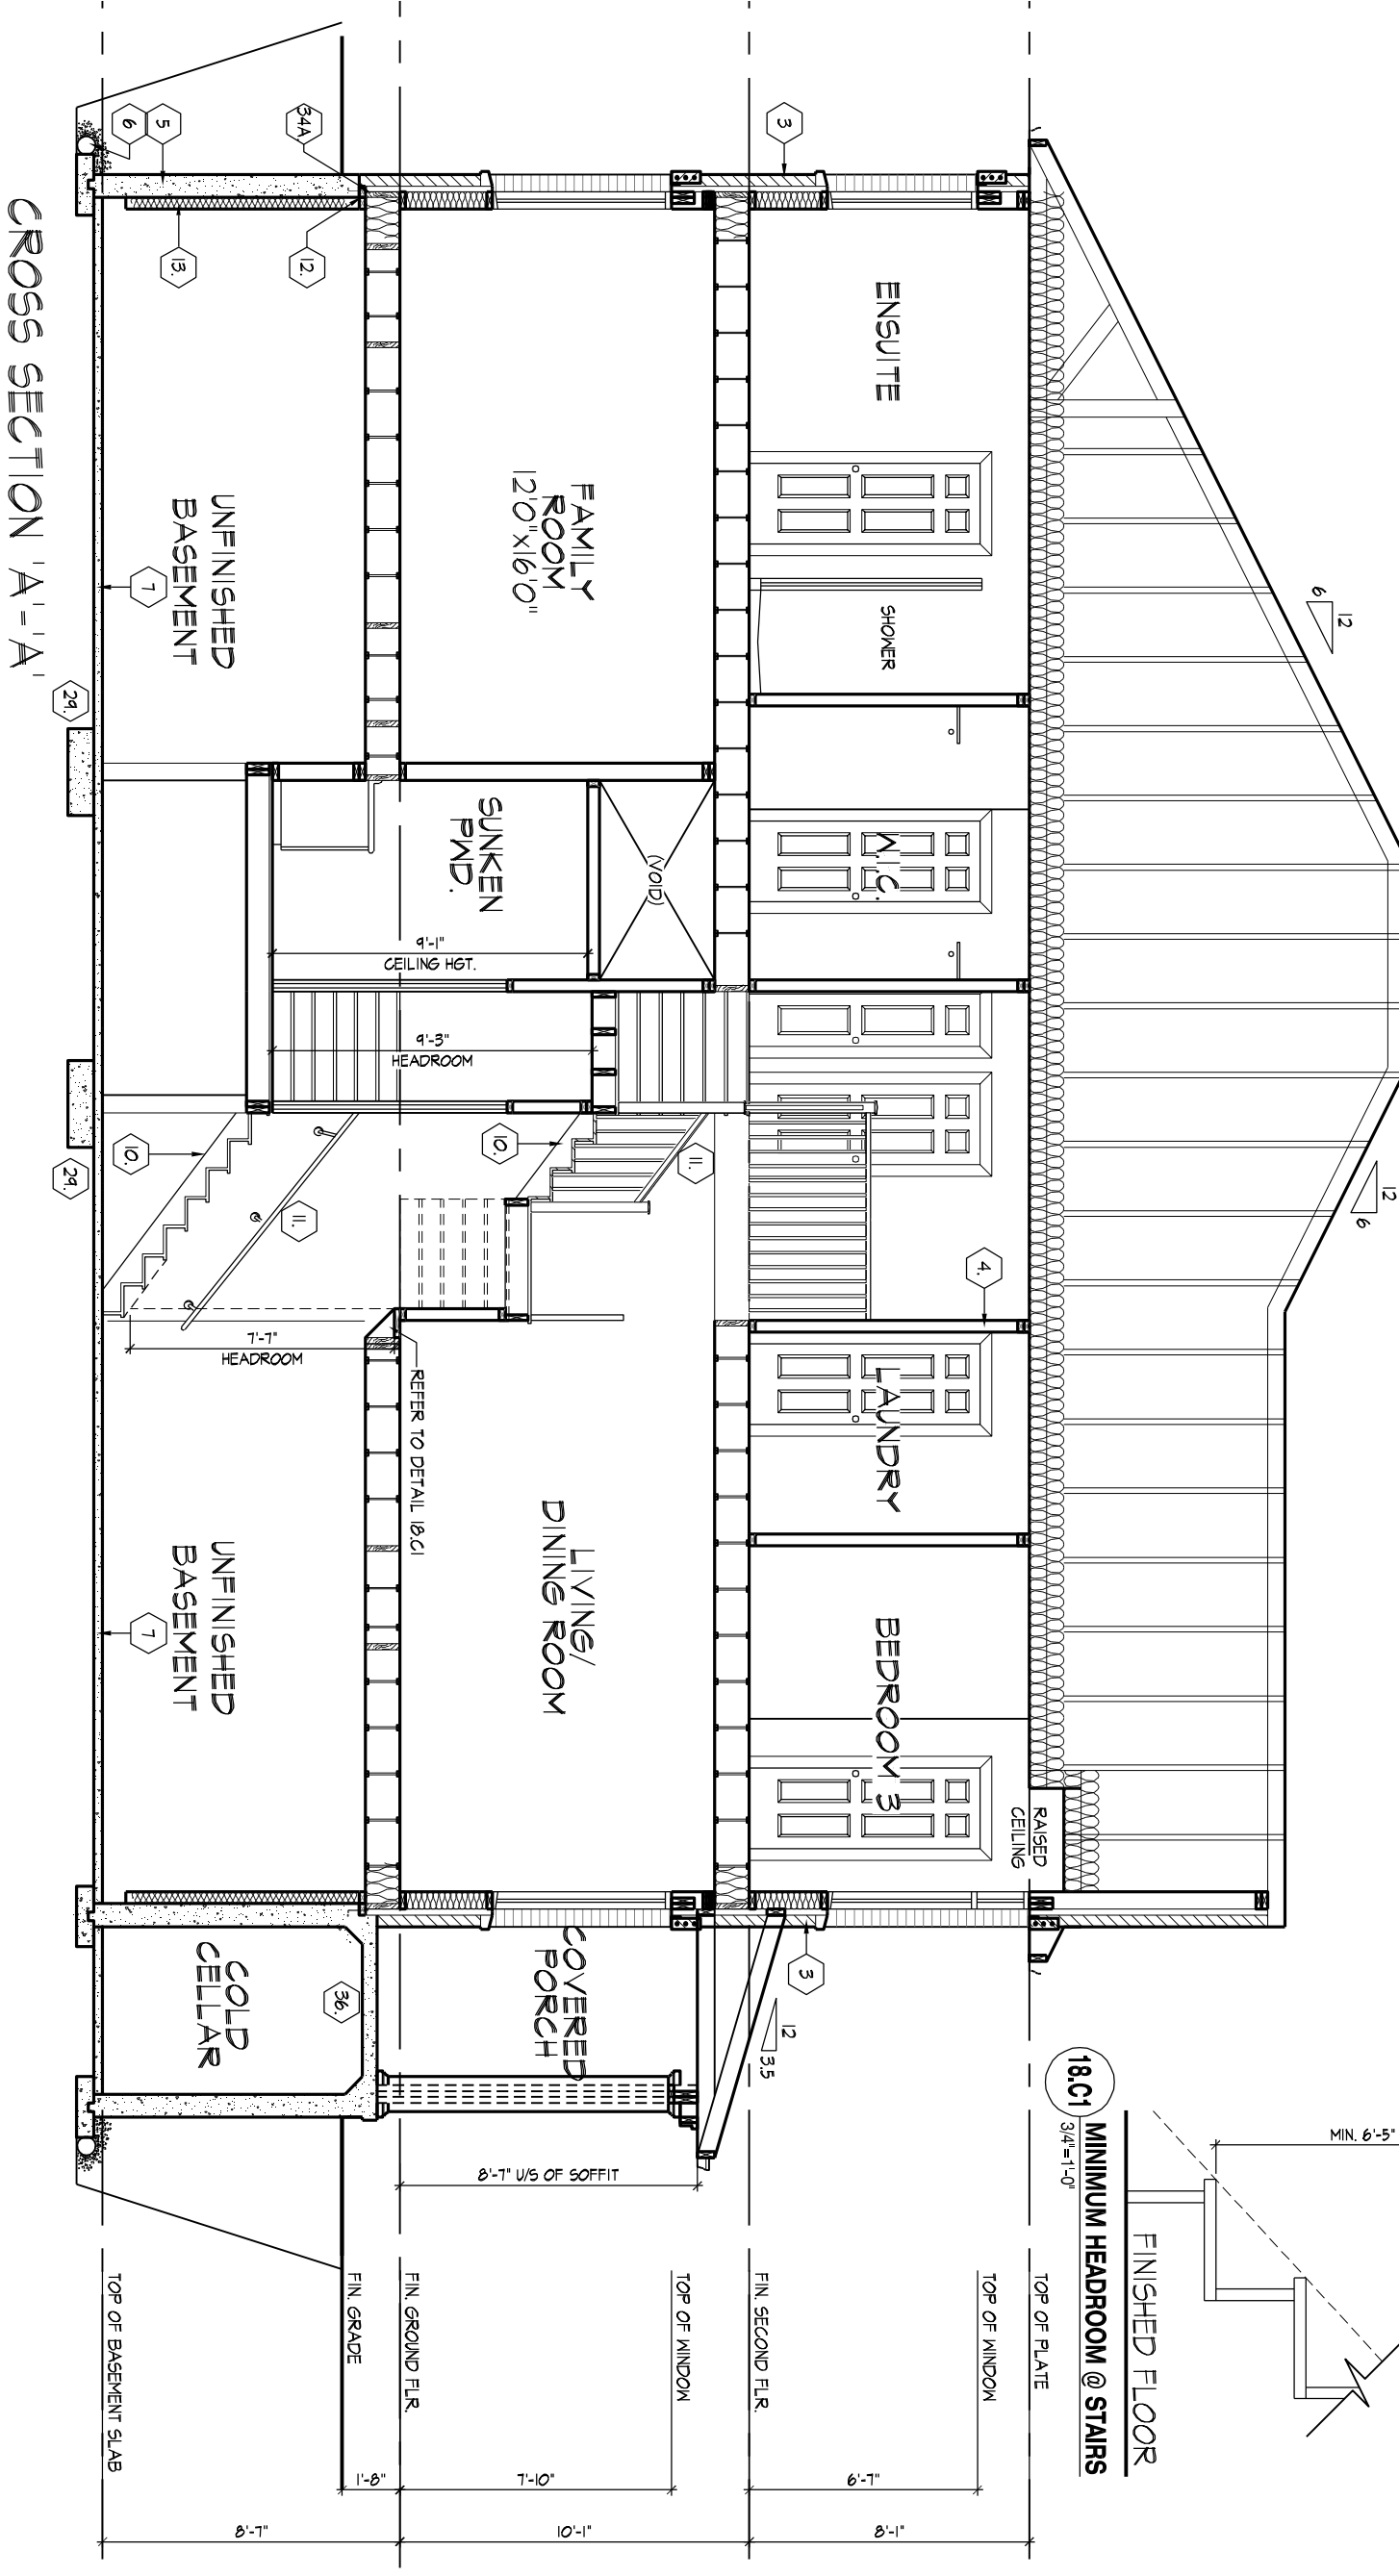 12
6
12
6
RAISED
CEILING
ENSUITE
SHOWER
W.I.C.
4.
LAUNDRY
BEDROOM 3
3
3
12
3.5
FAMILY
ROOM
12'0"x16'0"
(VOID)
SUNKEN
PWD.
9'-1"
CEILING HGT.
9'-3"
HEADROOM
10.
11.
LIVING/
DINING ROOM
COVERED
PORCH
8'-7" U/S OF SOFFIT
REFER TO DETAIL 18.C1
34A.
12.
13.
5
6
UNFINISHED
BASEMENT
7
29.
29.
10.
11.
7'-7"
HEADROOM
UNFINISHED
BASEMENT
7
36.
COLD
CELLAR
TOP OF PLATE
TOP OF WINDOW
FIN. SECOND FLR.
TOP OF WINDOW
FIN. GROUND FLR.
FIN. GRADE
TOP OF BASEMENT SLAB
6'-7"
7'-10"
1'-8"
8'-1"
10'-1"
8'-7"
MIN. 6'-5"
FINISHED FLOOR
18.C1
MINIMUM HEADROOM @ STAIRS
3/4"=1'-0"
CROSS SECTION 'A'-'A'